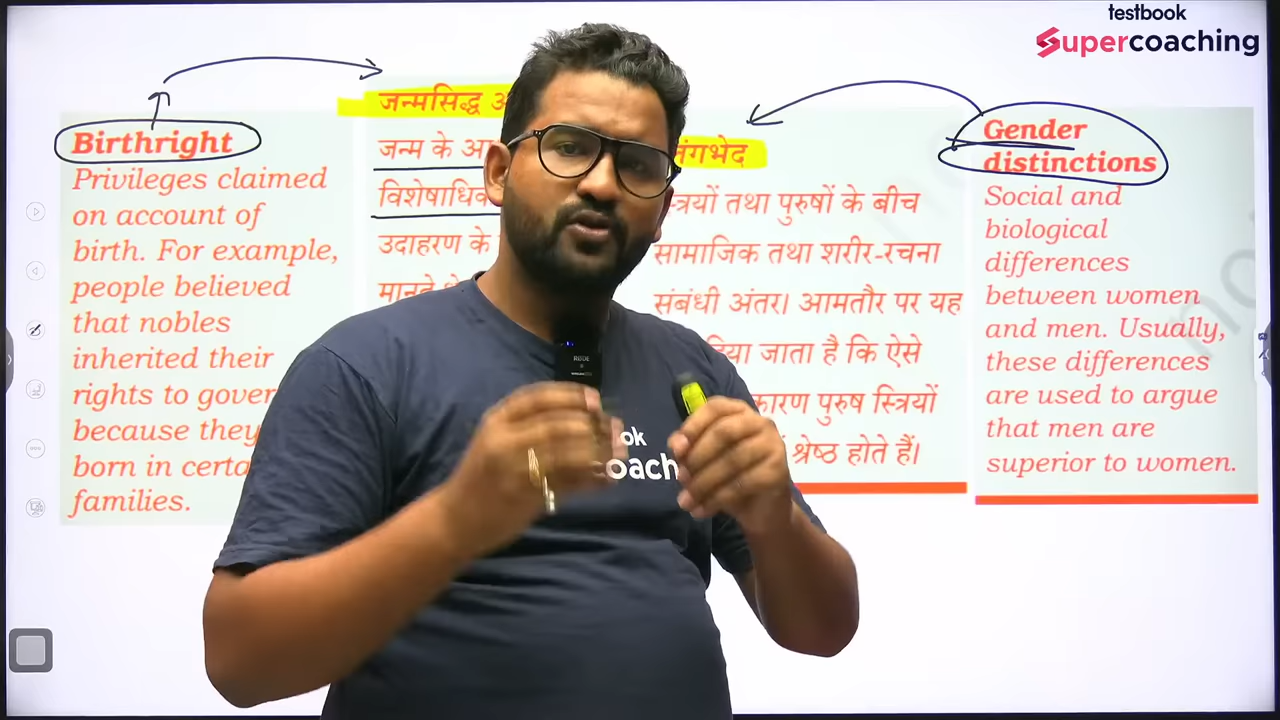 testbook
Supercoaching
Birthright
Privileges claimed
on account of
birth. For example,
people believed
that nobles
inherited their
rights to gover
because they
born in certa
families.
जन्मसिद्ध
जन्म के
उदाहरण के
स्त्रियों तथा पुरुषों के बीच
सामाजिक तथा शरीर-रचना
संबंधी अंतर। आमतौर पर यह
जाता है कि ऐसे
कारण पुरुष स्त्रियों
श्रेष्ठ होते हैं।
Gender
distinctions
Social and
biological
differences
between women
and men. Usually,
these differences
are used to argue
that men are
superior to women.
RODE
ok
coach